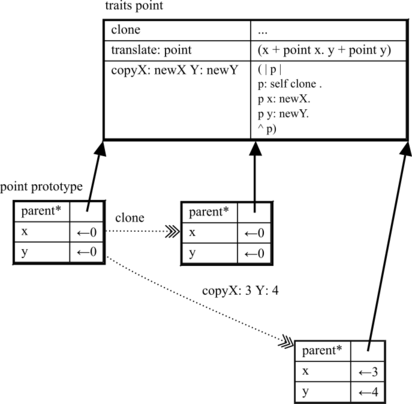 traits point
clone ...
translate: point (x + point x. y + point y)
copyX: newX Y: newY ( | p |
p: self clone .
p x: newX.
p y: newY.
^ p)
point prototype
parent*
x ←0
y ←0
clone
parent*
x ←0
y ←0
copyX: 3 Y: 4
parent*
x ←3
y ←4